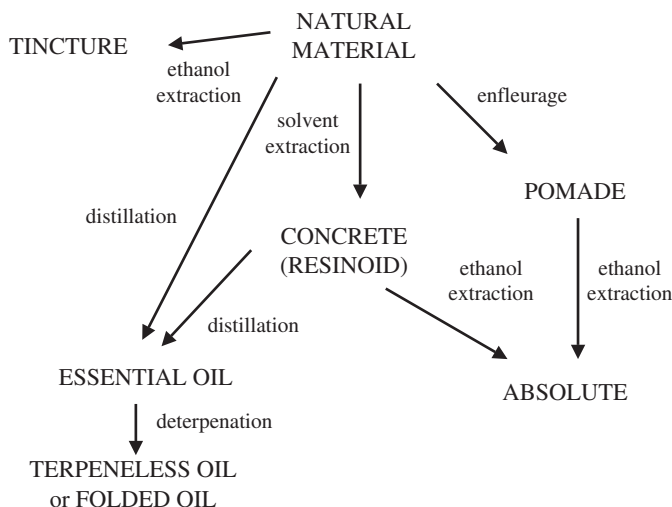 NATURAL
MATERIAL
TINCTURE
ethanol
extraction
solvent
extraction
enfleurage
POMADE
distillation
CONCRETE
(RESINOID)
ethanol
extraction
ethanol
extraction
distillation
ESSENTIAL OIL
ABSOLUTE
deterpenation
TERPENELESS OIL
or FOLDED OIL